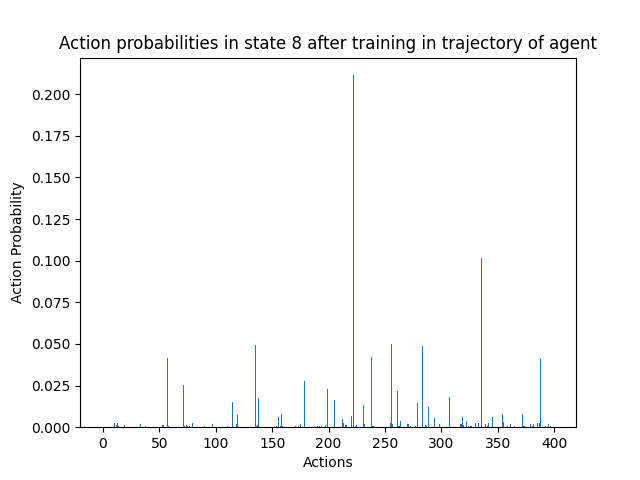 Action probabilities in state 8 after training in trajectory of agent
0.200
0.175
0.150
0.125
0.100
0.075
0.050
0.025
0.000
Action Probability
0 50 100 150 200 250 300 350 400
Actions